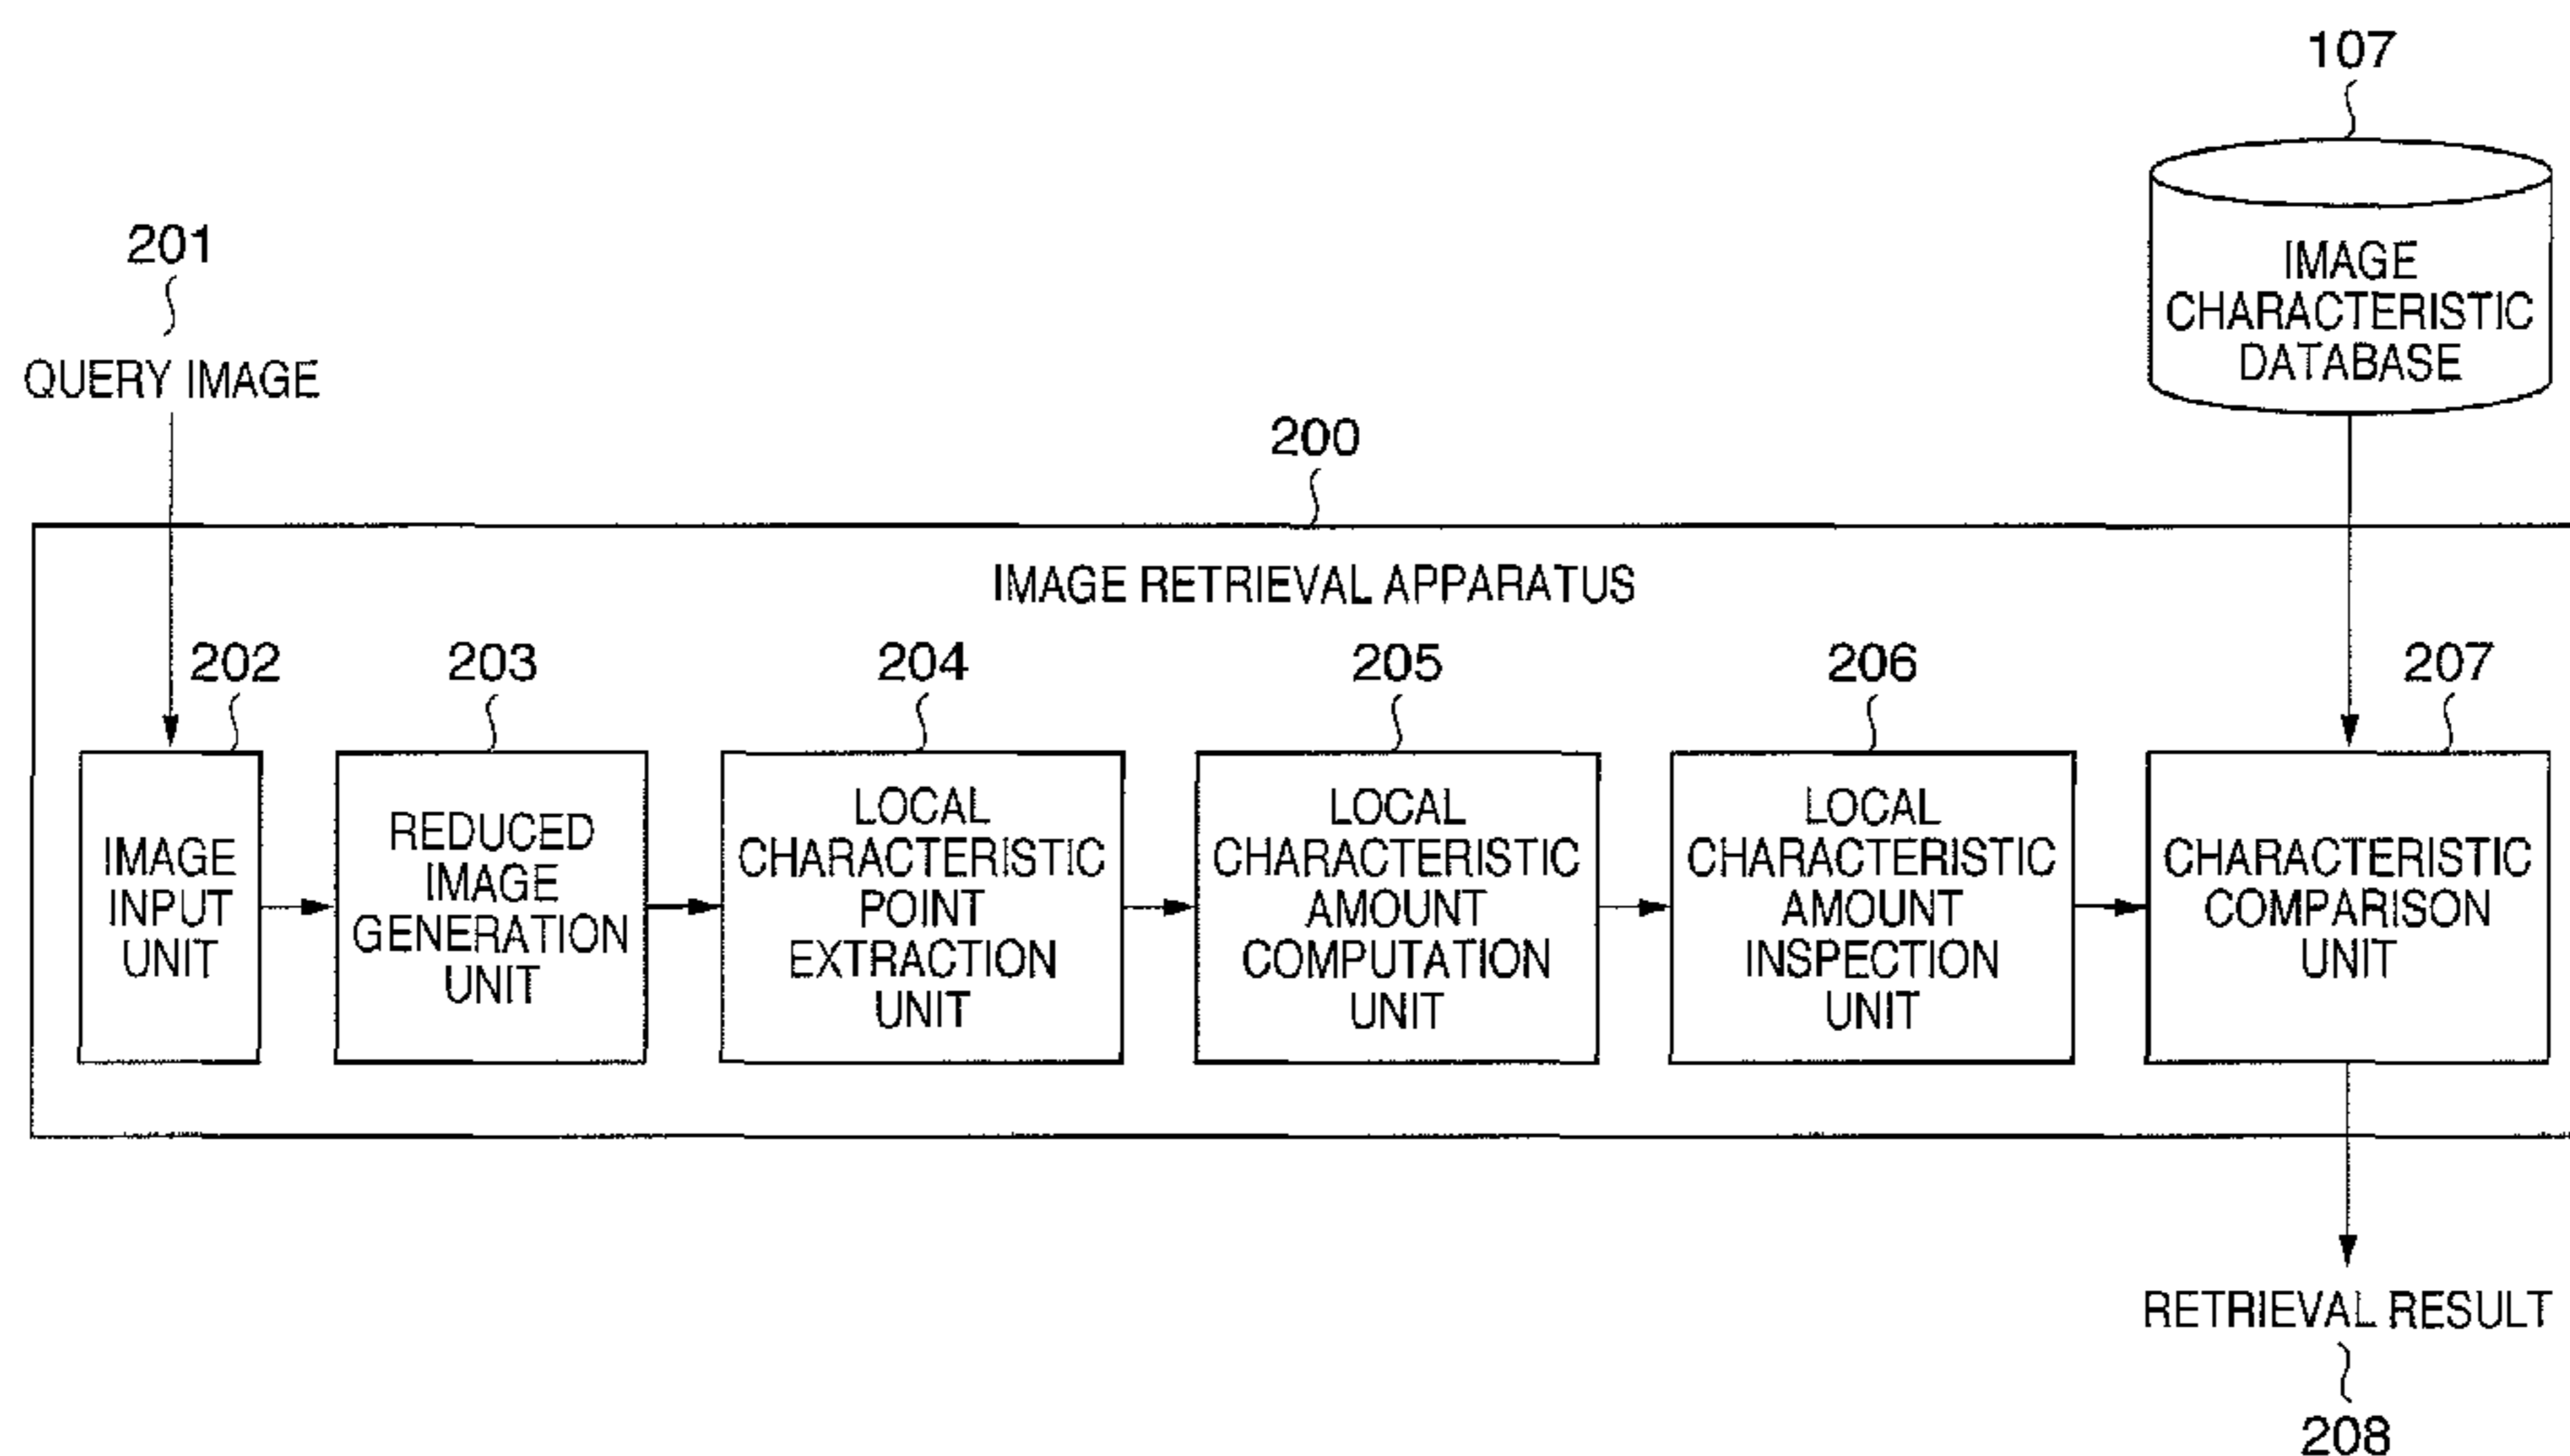 107
IMAGE
CHARACTERISTIC
DATABASE
201
QUERY IMAGE
200
IMAGE RETRIEVAL APPARATUS
202
IMAGE
INPUT
UNIT
203
REDUCED
IMAGE
GENERATION
UNIT
204
LOCAL
CHARACTERISTIC
POINT
EXTRACTION
UNIT
205
LOCAL
CHARACTERISTIC
AMOUNT
COMPUTATION
UNIT
206
LOCAL
CHARACTERISTIC
AMOUNT
INSPECTION
UNIT
207
CHARACTERISTIC
COMPARISON
UNIT
RETRIEVAL RESULT
208